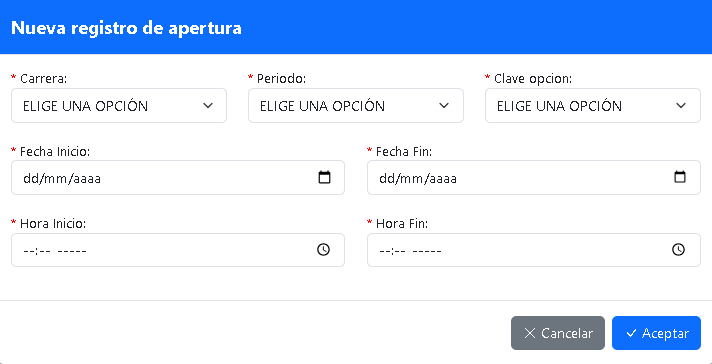 Nueva registro de apertura
* Carrera: * Periodo: * Clave opcion:
ELIGE UNA OPCIÓN ELIGE UNA OPCIÓN ELIGE UNA OPCIÓN
* Fecha Inicio: * Fecha Fin:
dd/mm/aaaa dd/mm/aaaa
* Hora Inicio: * Hora Fin:
--:-- ----- --:-- -----
Cancelar Aceptar